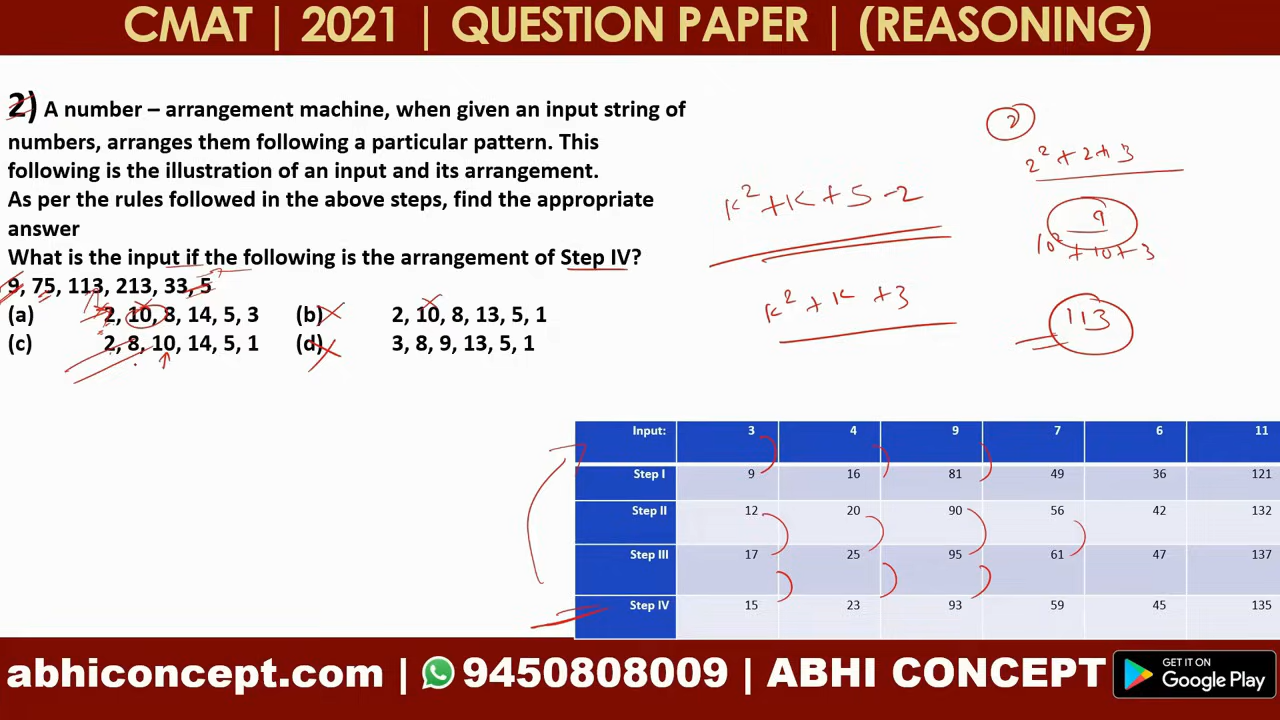 CMAT | 2021 | QUESTION PAPER | (REASONING)
2) A number – arrangement machine, when given an input string of
numbers, arranges them following a particular pattern. This
following is the illustration of an input and its arrangement.
As per the rules followed in the above steps, find the appropriate
answer
What is the input if the following is the arrangement of Step IV?
9, 75, 113, 213, 33, 5
(a) 2, 10, 8, 14, 5, 3 (b) 2, 10, 8, 13, 5, 1
(c) 2, 8, 10, 14, 5, 1 (d) 3, 8, 9, 13, 5, 1
K² + K + 5 - 2
K² + K + 3
2
2² + 2 + 3
9
10² + 10 + 3
113
Input: 3 4 9 7 6 11
Step I 9 16 81 49 36 121
Step II 12 20 90 56 42 132
Step III 17 25 95 61 47 137
Step IV 15 23 93 59 45 135
abhiconcept.com | 9450808009 | ABHI CONCEPT
GET IT ON
Google Play